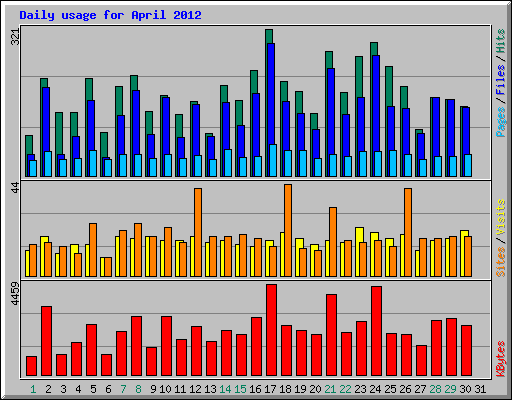 Daily usage for April 2012
321
Pages / Files / Hits
44
Sites / Visits
4459
KBytes
1 2 3 4 5 6 7 8 9 10 11 12 13 14 15 16 17 18 19 20 21 22 23 24 25 26 27 28 29 30 31